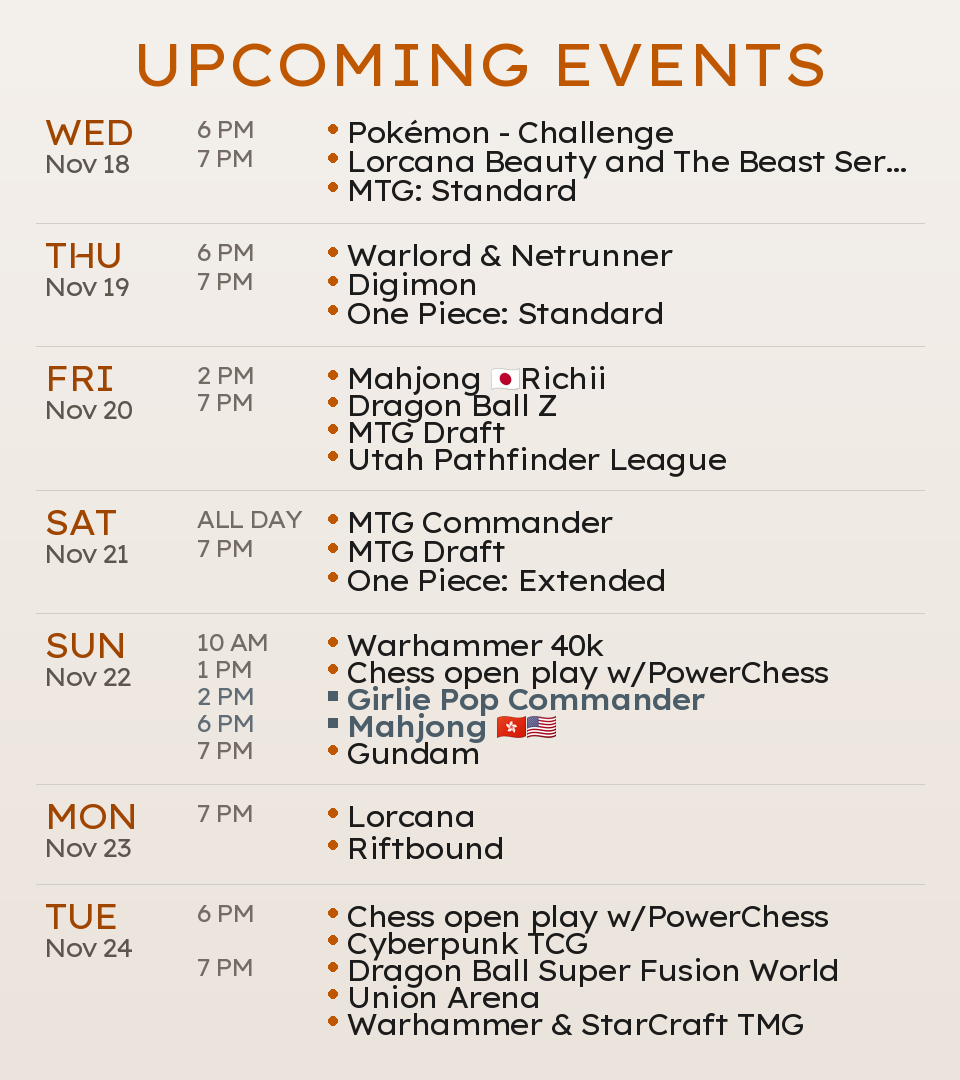 UPCOMING EVENTS
WED
Nov 18
6 PM • Pokémon - Challenge
7 PM • Lorcana Beauty and The Beast Ser...
• MTG: Standard
THU
Nov 19
6 PM • Warlord & Netrunner
7 PM • Digimon
• One Piece: Standard
FRI
Nov 20
2 PM • Mahjong 🇯🇵Richii
7 PM • Dragon Ball Z
• MTG Draft
• Utah Pathfinder League
SAT
Nov 21
ALL DAY • MTG Commander
7 PM • MTG Draft
• One Piece: Extended
SUN
Nov 22
10 AM • Warhammer 40k
1 PM • Chess open play w/PowerChess
2 PM ▪ Girlie Pop Commander
6 PM ▪ Mahjong 🇭🇰🇺🇸
7 PM • Gundam
MON
Nov 23
7 PM • Lorcana
• Riftbound
TUE
Nov 24
6 PM • Chess open play w/PowerChess
• Cyberpunk TCG
7 PM • Dragon Ball Super Fusion World
• Union Arena
• Warhammer & StarCraft TMG